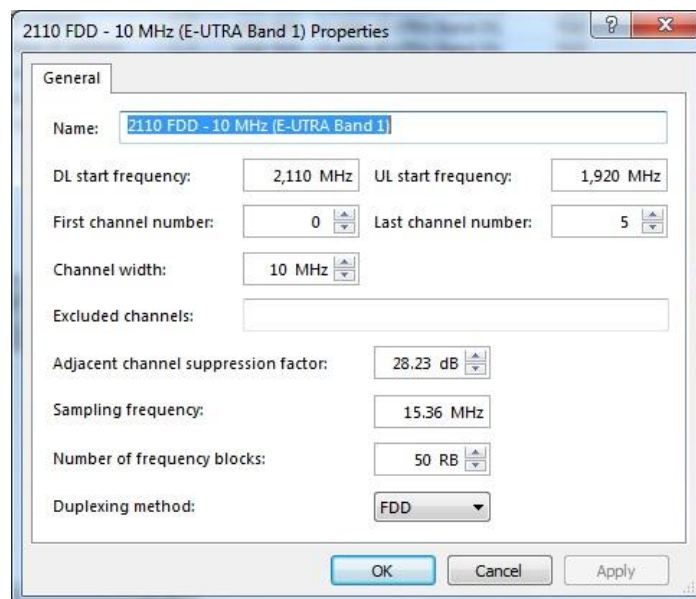 2110 FDD - 10 MHz (E-UTRA Band 1) Properties
General
Name: 2110 FDD - 10 MHz (E-UTRA Band 1)
DL start frequency: 2,110 MHz UL start frequency: 1,920 MHz
First channel number: 0 Last channel number: 5
Channel width: 10 MHz
Excluded channels:
Adjacent channel suppression factor: 28.23 dB
Sampling frequency: 15.36 MHz
Number of frequency blocks: 50 RB
Duplexing method: FDD
OK Cancel Apply